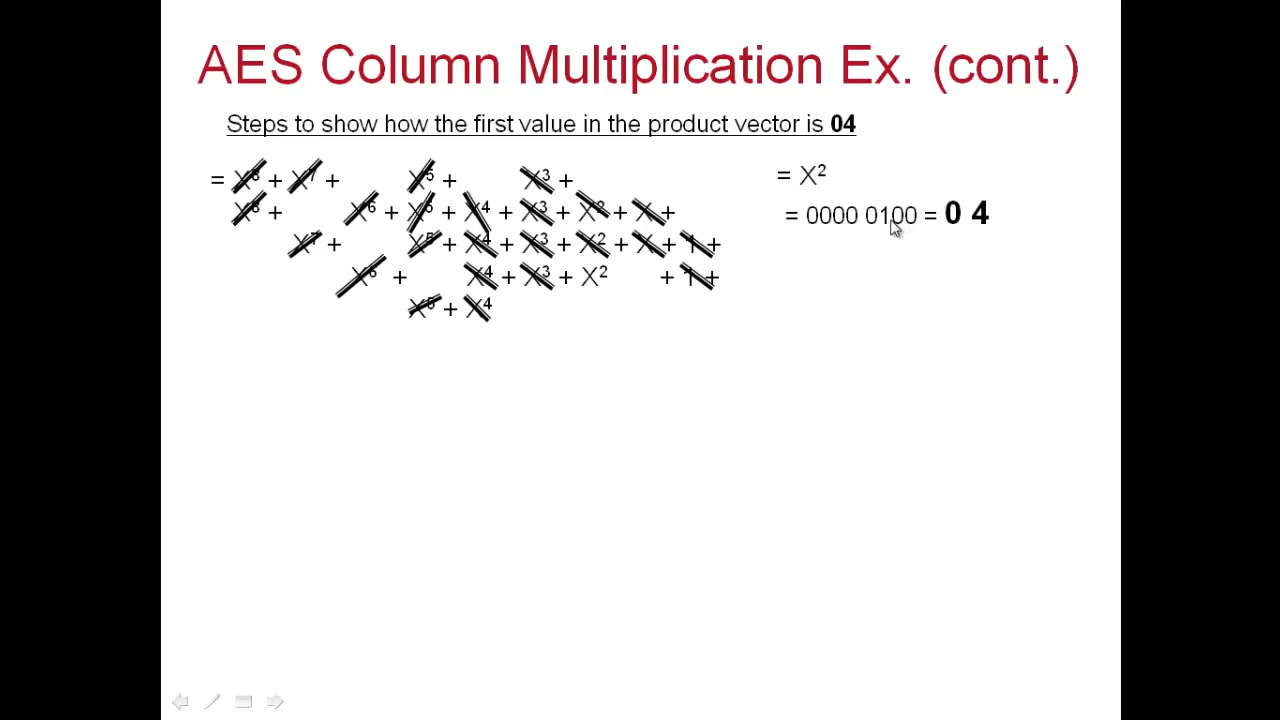 AES Column Multiplication Ex. (cont.)
Steps to show how the first value in the product vector is 04
= X⁸ + X⁷ + X⁵ + X³ +
X⁸ + X⁶ + X⁵ + X⁴ + X³ + X² + X +
X⁷ + X⁵ + X⁴ + X³ + X² + X + 1 +
X⁶ + X⁴ + X³ + X² + 1 +
X⁵ + X⁴
= X²
= 0000 0100 = 0 4